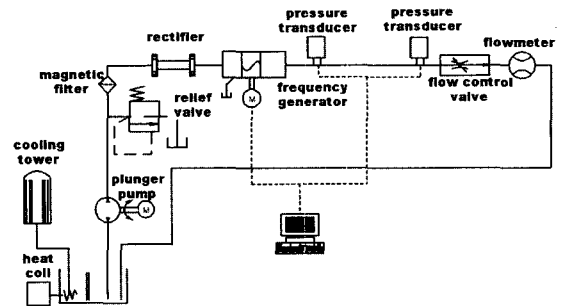 pressure
transducer
pressure
transducer
rectifier
flowmeter
magnetic
filter
relief
valve
frequency
generator
flow control
valve
M
cooling
tower
plunger
pump
M
heat
coil